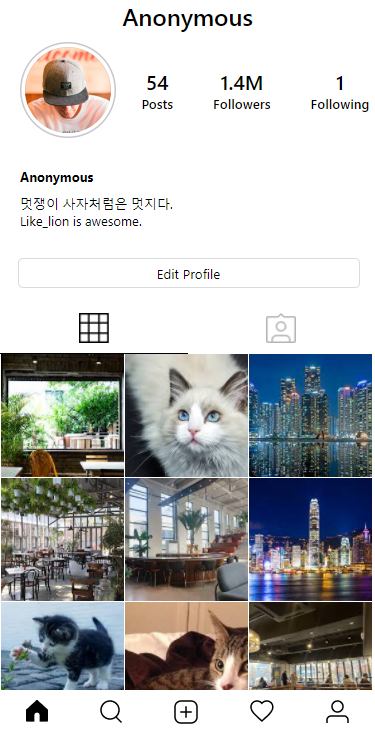 Anonymous
54 1.4M 1
Posts Followers Following
Anonymous
멋쟁이 사자처럼은 멋지다.
Like_lion is awesome.
Edit Profile